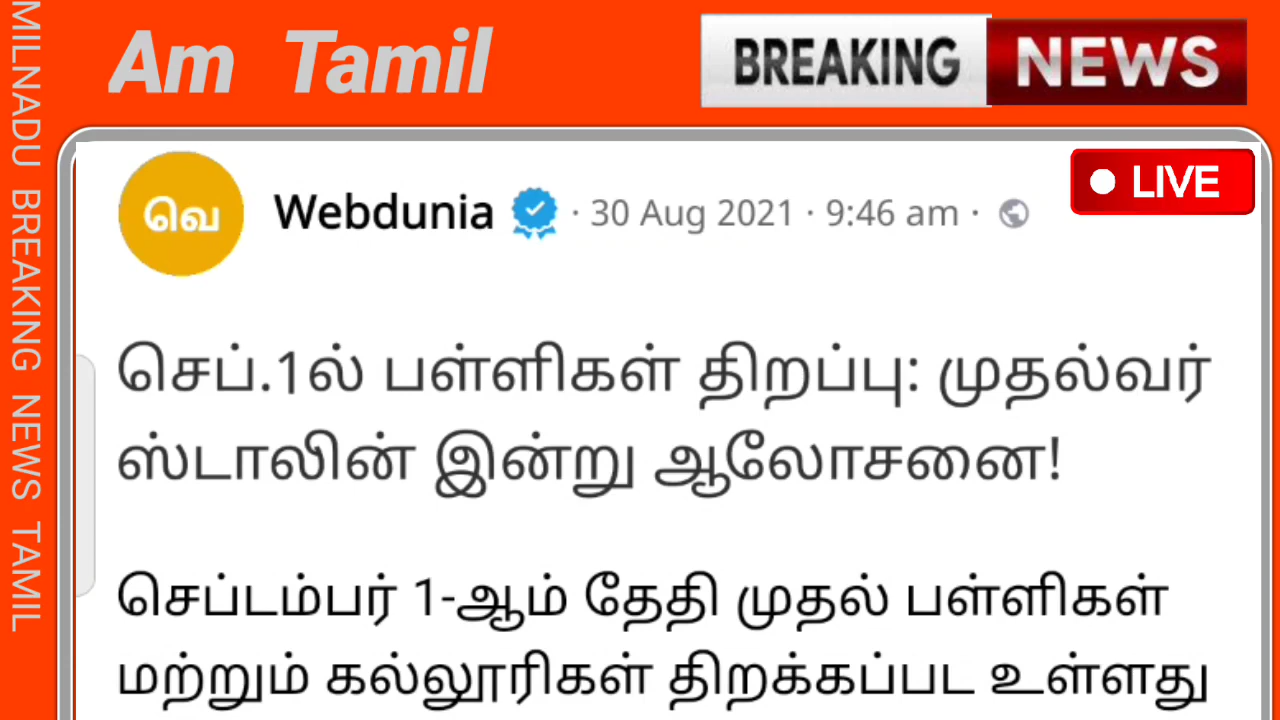 Am Tamil
BREAKING NEWS
MILNADU BREAKING NEWS TAMIL
LIVE
வெ
Webdunia · 30 Aug 2021 · 9:46 am ·
செப்.1ல் பள்ளிகள் திறப்பு: முதல்வர்
ஸ்டாலின் இன்று ஆலோசனை!
செப்டம்பர் 1-ஆம் தேதி முதல் பள்ளிகள்
மற்றும் கல்லூரிகள் திறக்கப்பட உள்ளது